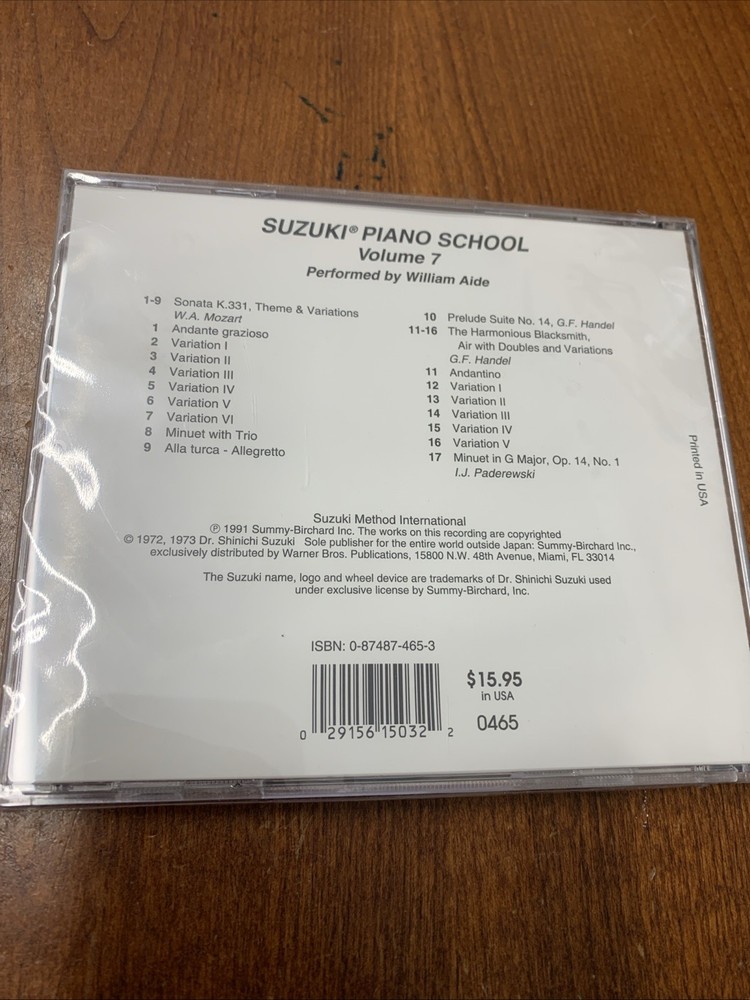 SUZUKI® PIANO SCHOOL
Volume 7
Performed by William Aide
1-9 Sonata K.331, Theme & Variations
W.A. Mozart
1 Andante grazioso
2 Variation I
3 Variation II
4 Variation III
5 Variation IV
6 Variation V
7 Variation VI
8 Minuet with Trio
9 Alla turca - Allegretto
10 Prelude Suite No. 14, G.F. Handel
11-16 The Harmonious Blacksmith,
Air with Doubles and Variations
G.F. Handel
11 Andantino
12 Variation I
13 Variation II
14 Variation III
15 Variation IV
16 Variation V
17 Minuet in G Major, Op. 14, No. 1
I.J. Paderewski
Printed in USA
Suzuki Method International
℗ 1991 Summy-Birchard Inc. The works on this recording are copyrighted
© 1972, 1973 Dr. Shinichi Suzuki Sole publisher for the entire world outside Japan: Summy-Birchard Inc.,
exclusively distributed by Warner Bros. Publications, 15800 N.W. 48th Avenue, Miami, FL 33014
The Suzuki name, logo and wheel device are trademarks of Dr. Shinichi Suzuki used
under exclusive license by Summy-Birchard, Inc.
ISBN: 0-87487-465-3
$15.95
in USA
0465
0 29156 15032 2